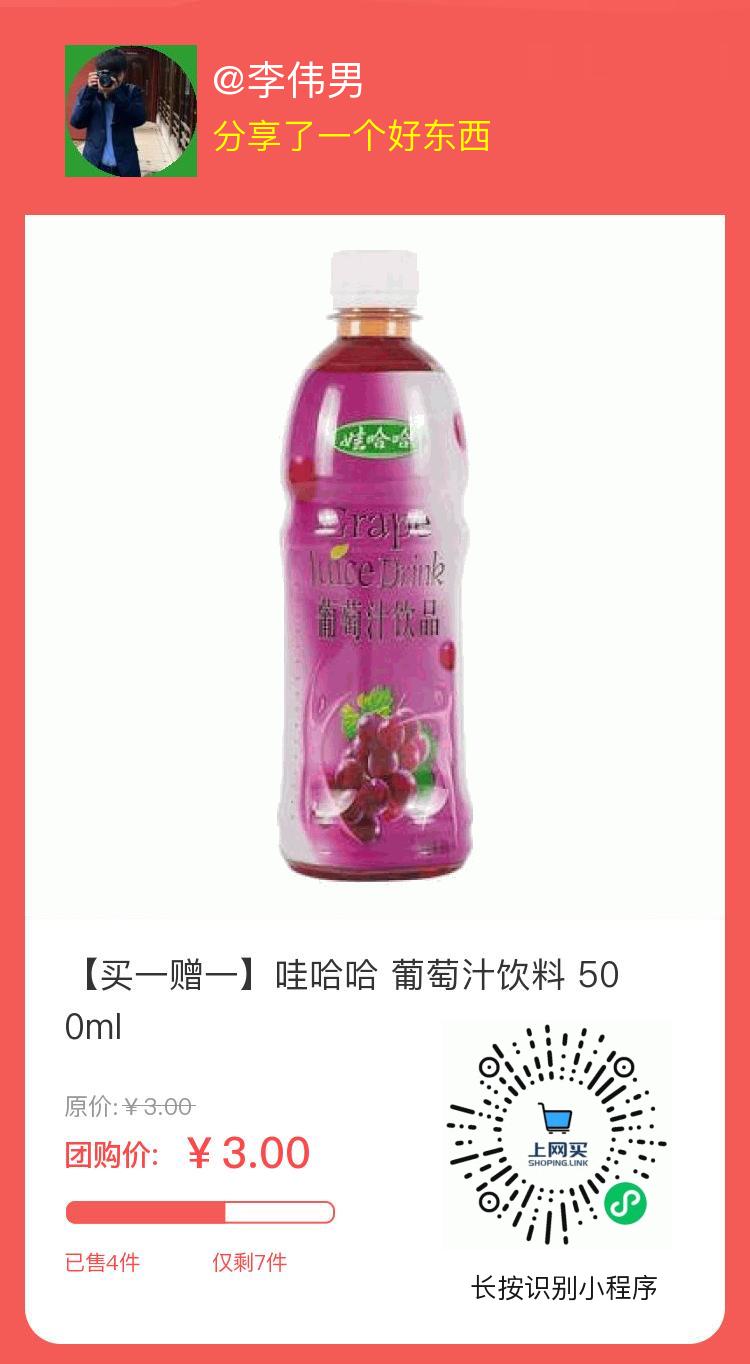 @李伟男
分享了一个好东西
娃哈哈
Grape
Juice Drink
葡萄汁饮品
【买一赠一】哇哈哈 葡萄汁饮料 50
0ml
原价:￥3.00
团购价: ￥3.00
已售4件 仅剩7件
上网买
SHOPING.LINK
长按识别小程序